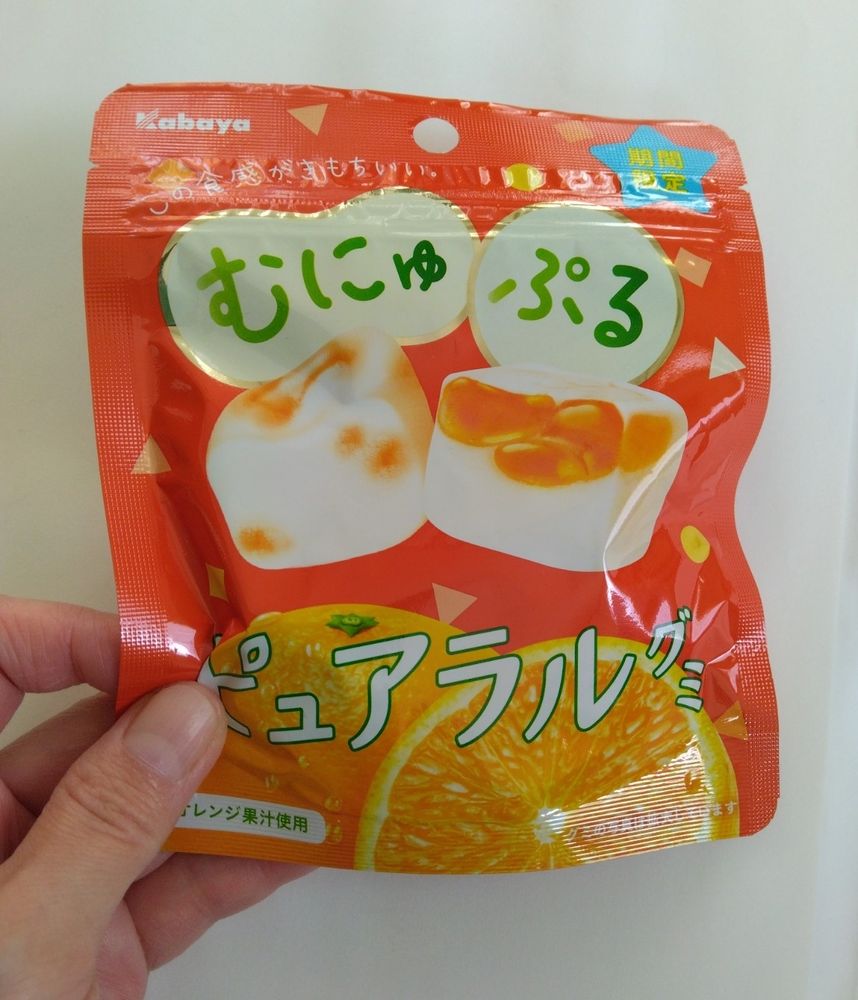 Kabaya
期間
限定
この食感がきもちいい。
むにゅ
ぷる
ピュアラルグミ
オレンジ果汁使用